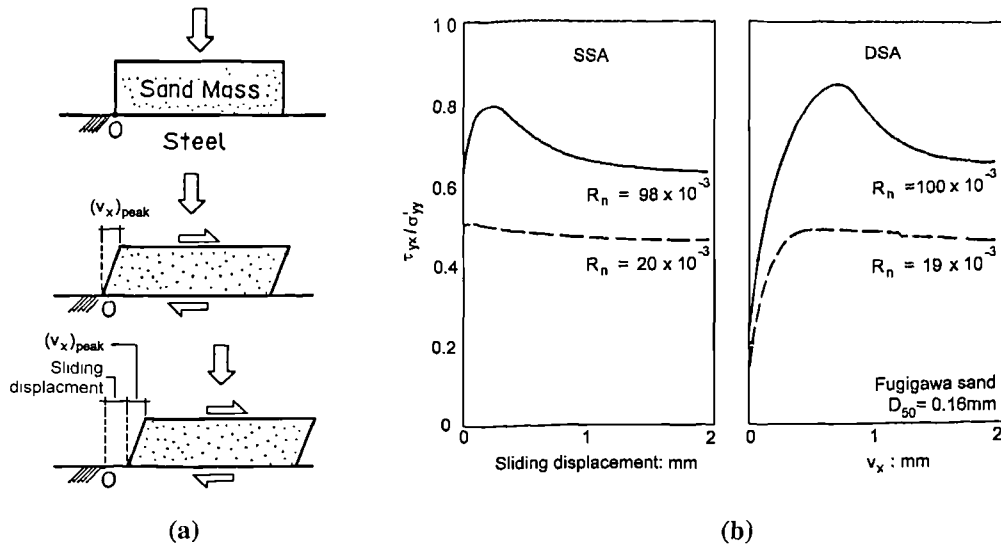 Sand Mass
O
Steel
(vₓ)peak
O
(vₓ)peak
Sliding
displacment
O
(a)
1.0
0.8
0.6
0.4
0.2
0
τyx/σ'yy
SSA
Rn = 98 x 10⁻³
Rn = 20 x 10⁻³
0
1
2
Sliding displacement: mm
DSA
Rn =100 x 10⁻³
Rn = 19 x 10⁻³
Fugigawa sand
D₅₀= 0.16mm
0
1
2
vₓ : mm
(b)